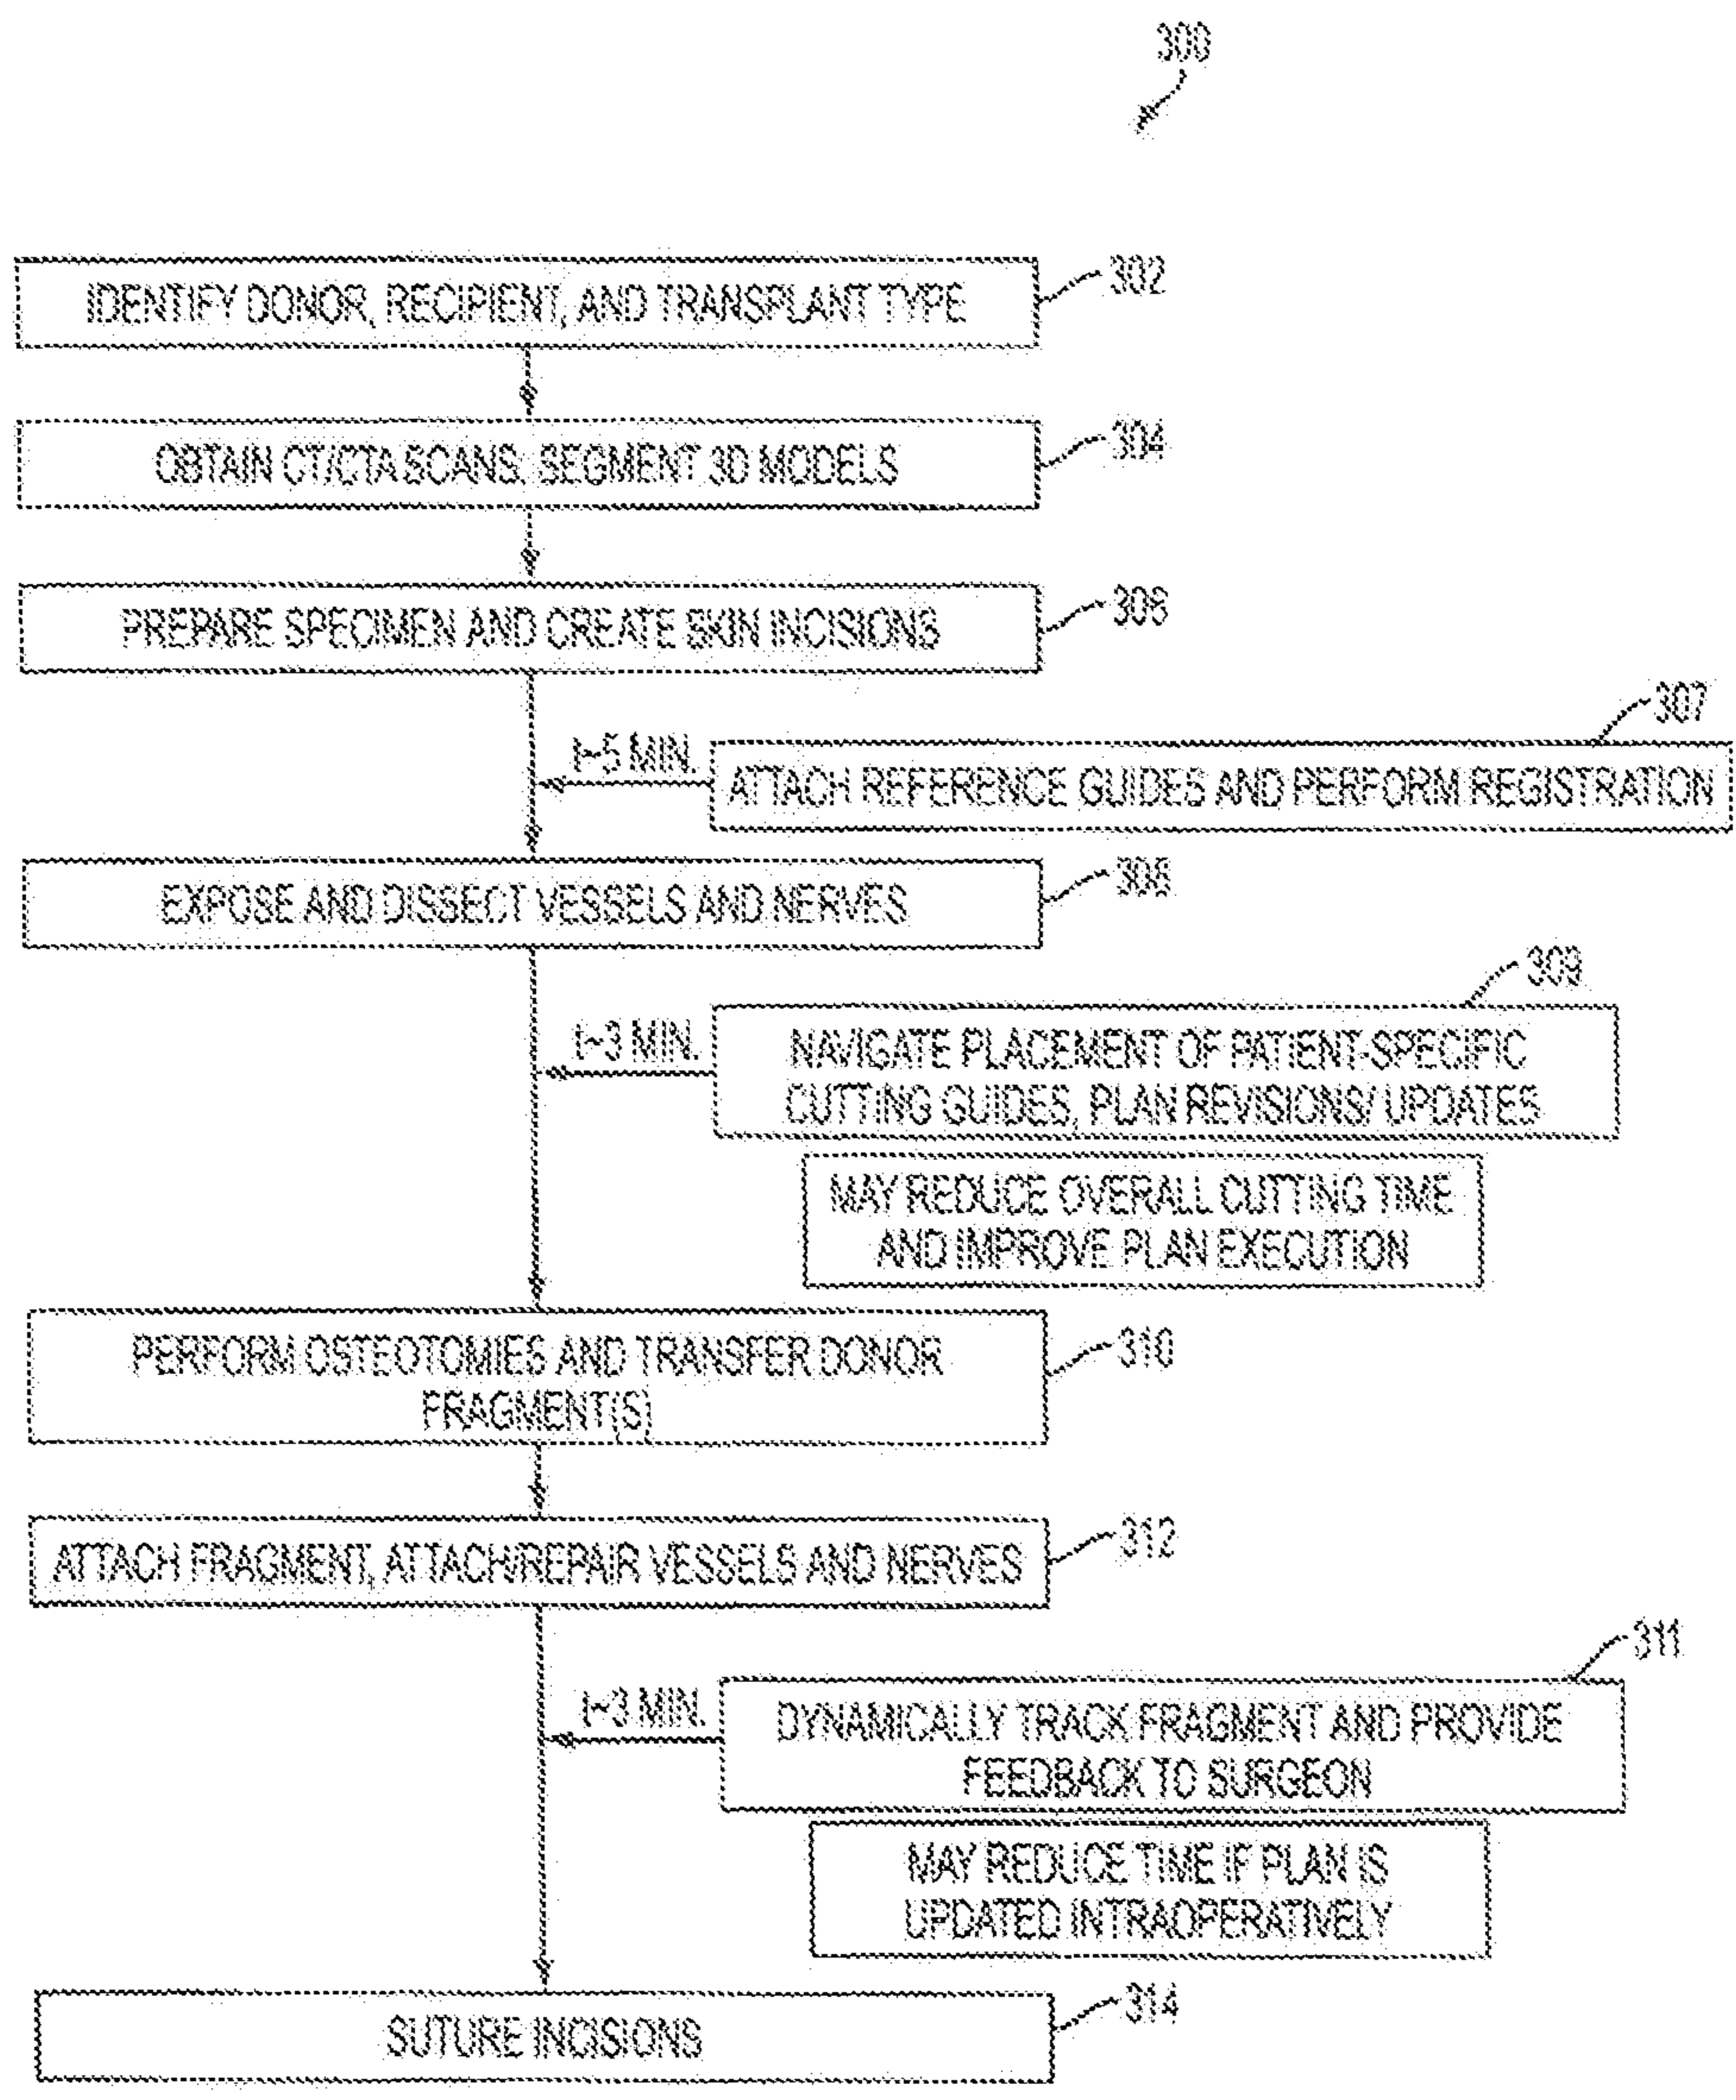 300
IDENTIFY DONOR, RECIPIENT, AND TRANSPLANT TYPE
302
OBTAIN CT/CTA SCANS; SEGMENT 3D MODELS
304
PREPARE SPECIMEN AND CREATE SKIN INCISIONS
306
307
t~5 MIN.
ATTACH REFERENCE GUIDES AND PERFORM REGISTRATION
EXPOSE AND DISSECT VESSELS AND NERVES
308
309
t~3 MIN.
NAVIGATE PLACEMENT OF PATIENT-SPECIFIC
CUTTING GUIDES, PLAN REVISIONS/ UPDATES
MAY REDUCE OVERALL CUTTING TIME
AND IMPROVE PLAN EXECUTION
PERFORM OSTEOTOMIES AND TRANSFER DONOR
FRAGMENT(S)
310
ATTACH FRAGMENT, ATTACH/REPAIR VESSELS AND NERVES
312
311
t~3 MIN.
DYNAMICALLY TRACK FRAGMENT AND PROVIDE
FEEDBACK TO SURGEON
MAY REDUCE TIME IF PLAN IS
UPDATED INTRAOPERATIVELY
SUTURE INCISIONS
314